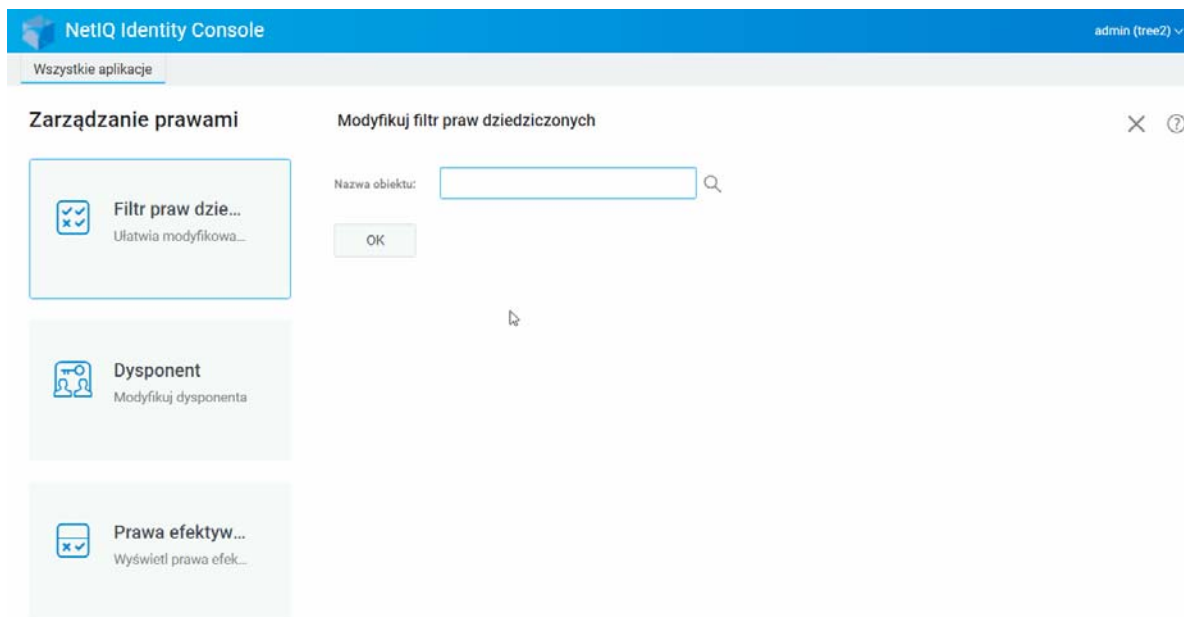 NetIQ Identity Console
admin (tree2)
Wszystkie aplikacje
Zarządzanie prawami
Modyfikuj filtr praw dziedziczonych
Filtr praw dzie...
Ułatwia modyfikowa...
Nazwa obiektu:
OK
Dysponent
Modyfikuj dysponenta
Prawa efektyw...
Wyświetl prawa efek...